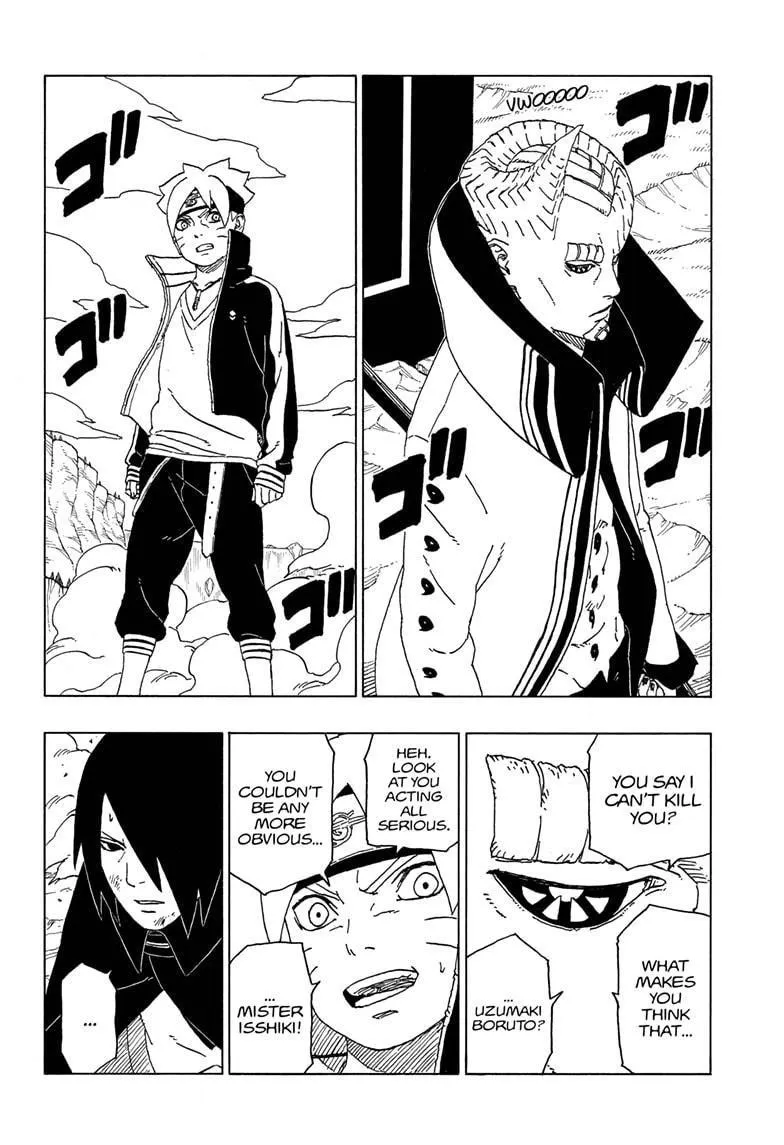 VWOOOOO
ゴ
ゴ
ゴ
ゴ
ゴ
ゴ
ゴ
YOU SAY I
CAN'T KILL
YOU?
WHAT
MAKES
YOU
THINK
THAT...
...
UZUMAKI
BORUTO?
HEH.
LOOK
AT YOU
ACTING
ALL
SERIOUS.
YOU
COULDN'T
BE ANY
MORE
OBVIOUS...
...
MISTER
ISSHIKI!
...